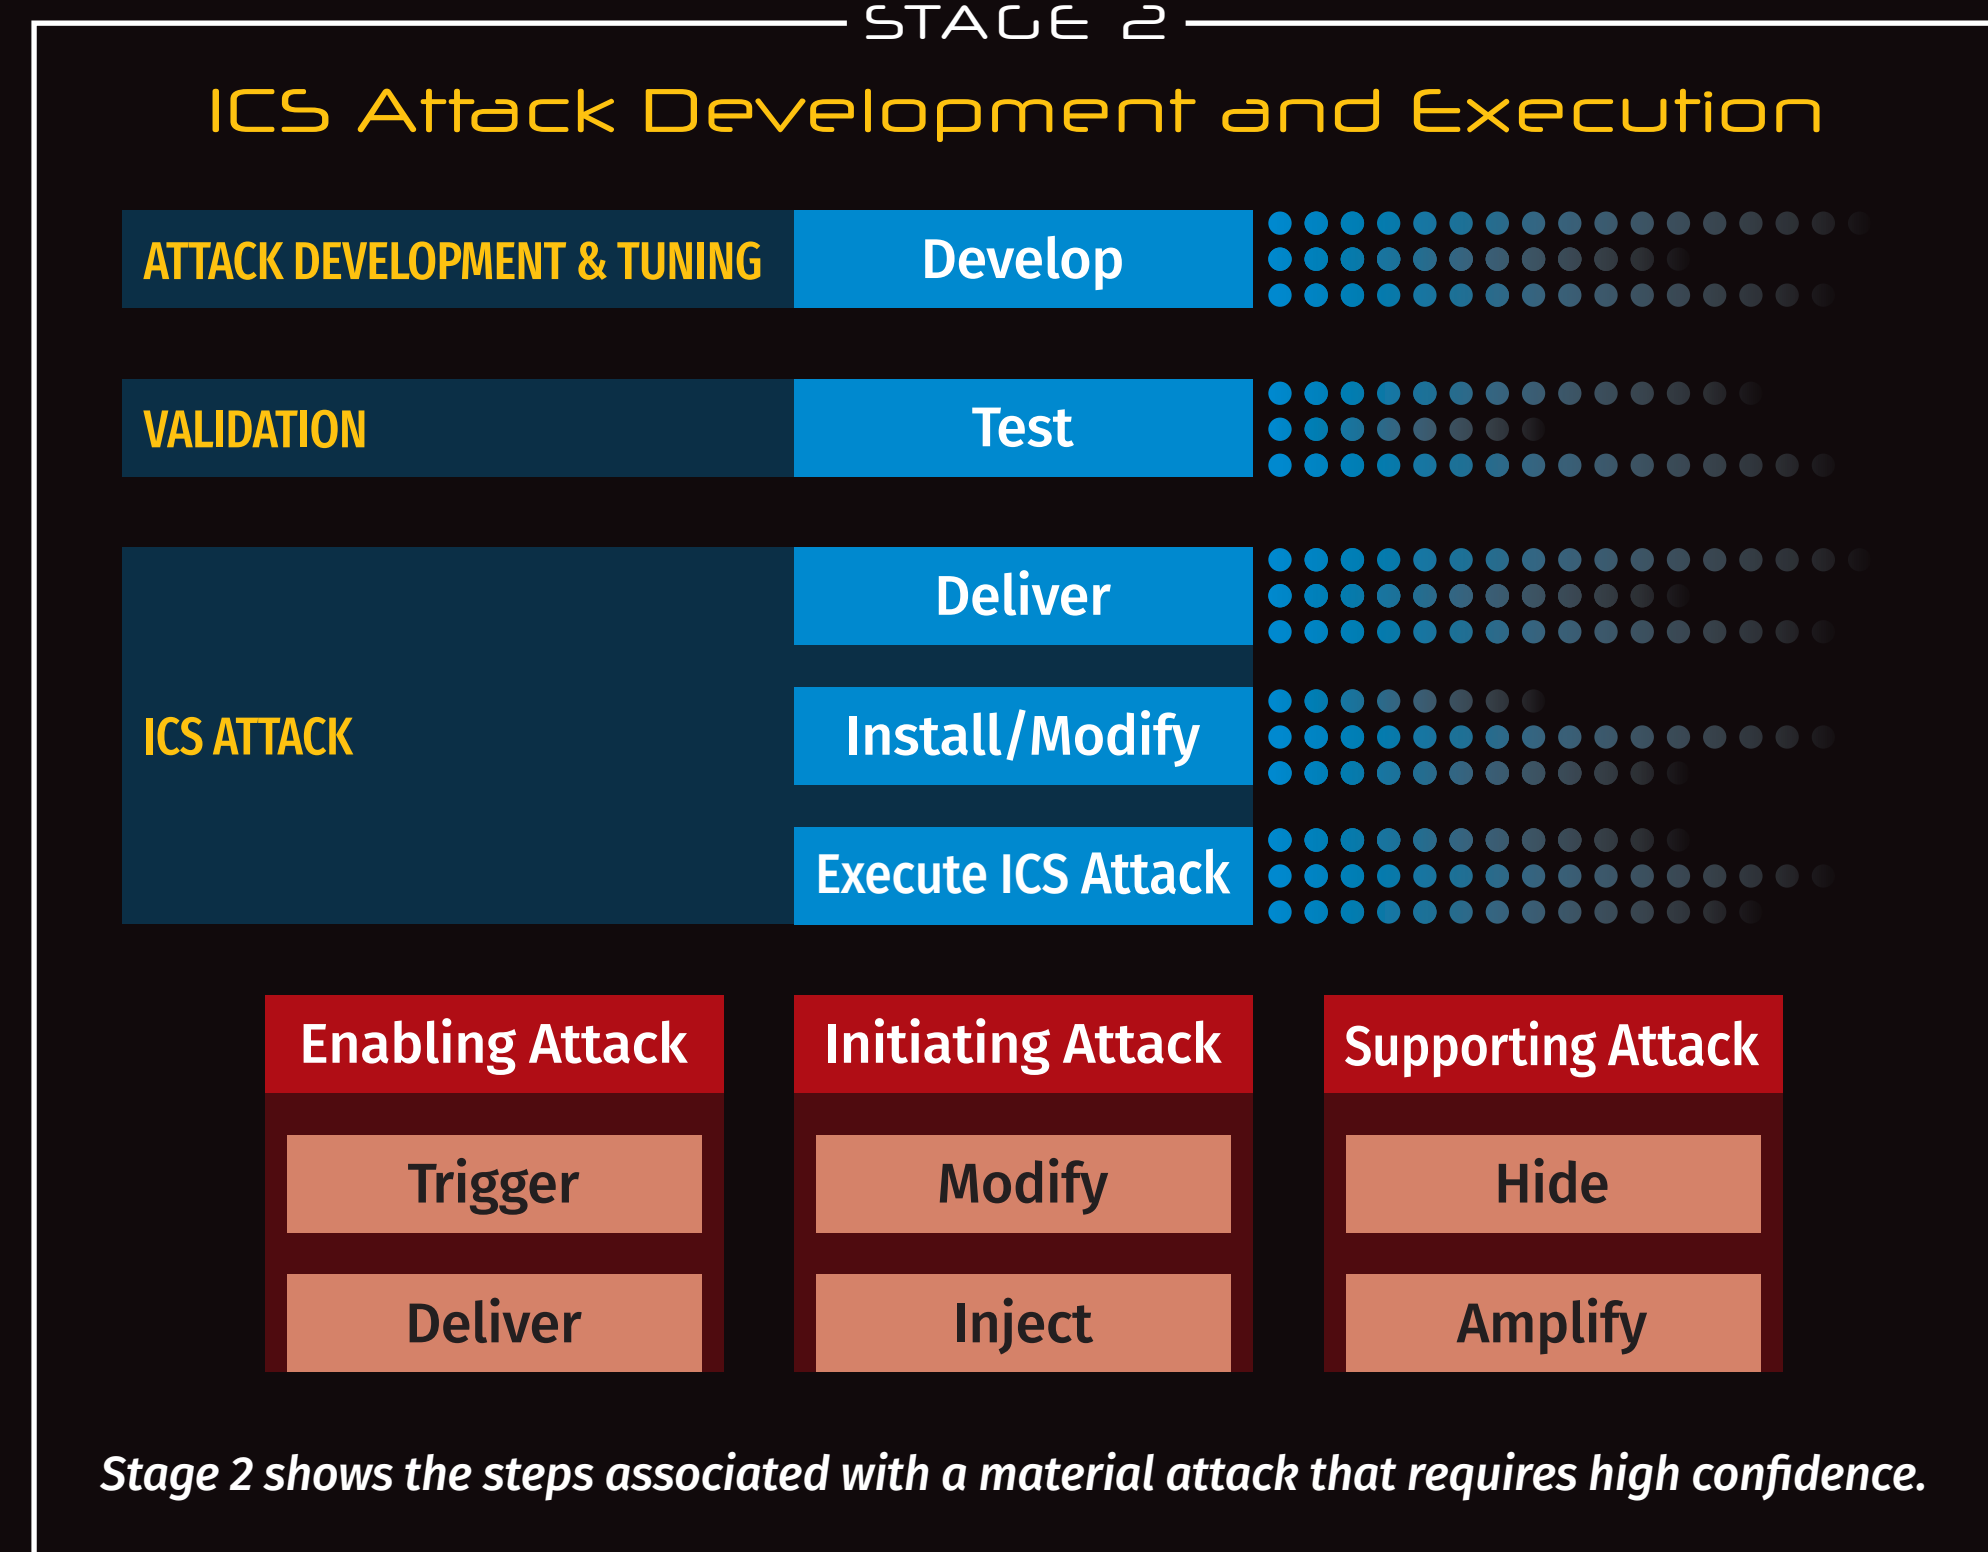 STAGE 2
ICS Attack Development and Execution
ATTACK DEVELOPMENT & TUNING
Develop
VALIDATION
Test
ICS ATTACK
Deliver
Install/Modify
Execute ICS Attack
Enabling Attack
Trigger
Deliver
Initiating Attack
Modify
Inject
Supporting Attack
Hide
Amplify
Stage 2 shows the steps associated with a material attack that requires high confidence.